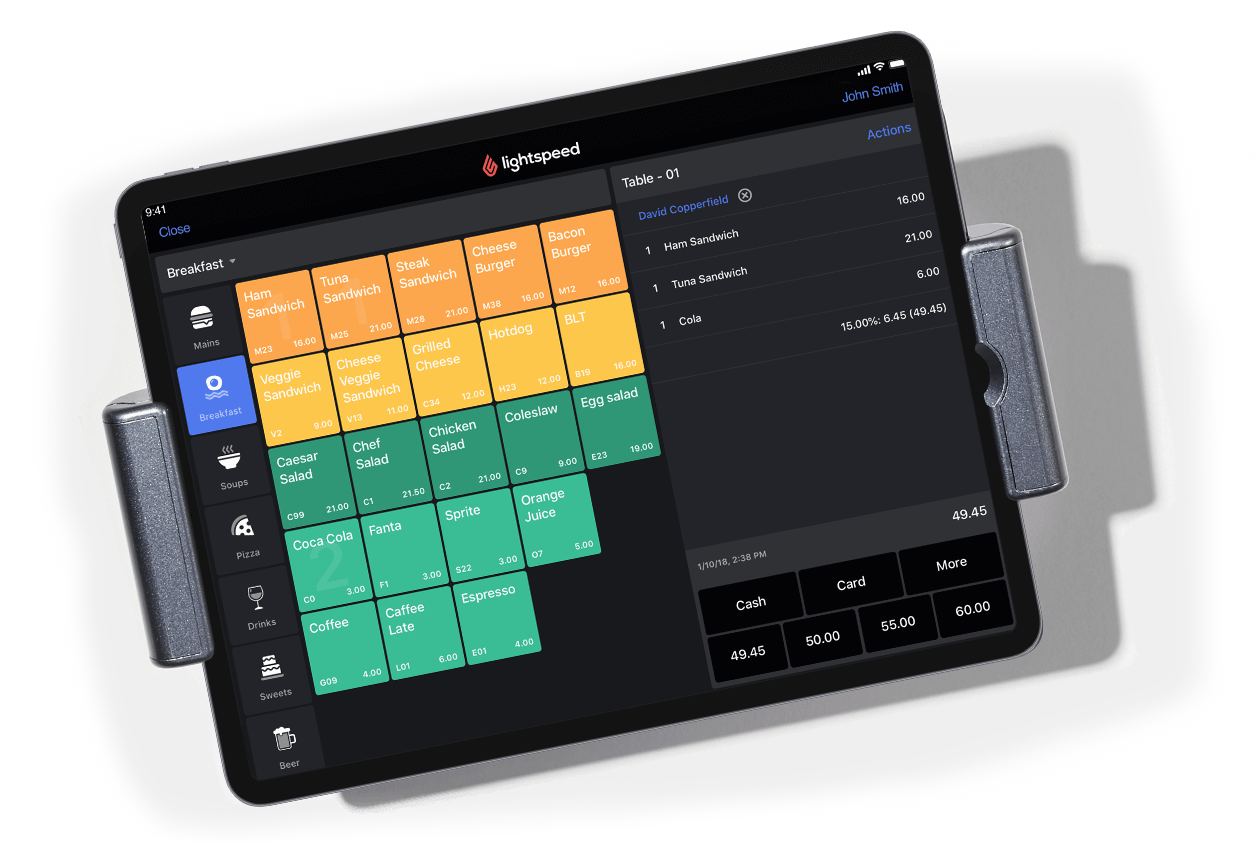 9:41
John Smith
Close
lightspeed
Breakfast
Table - 01
Actions
Mains
Breakfast
Soups
Pizza
Drinks
Sweets
Beer
Ham
Sandwich
M23 16.00
Tuna
Sandwich
M25 21.00
Steak
Sandwich
M28 21.00
Cheese
Burger
M38 16.00
Bacon
Burger
M12 16.00
Veggie
Sandwich
V2 9.00
Cheese
Veggie
Sandwich
V13 11.00
Grilled
Cheese
C34 12.00
Hotdog
H23 12.00
BLT
B19 16.00
Caesar
Salad
C99 21.00
Chef
Salad
C1 21.50
Chicken
Salad
C2 21.00
Coleslaw
C9 9.00
Egg salad
E23 19.00
Coca Cola
2
C0 3.00
Fanta
F1 3.00
Sprite
S22 3.00
Orange
Juice
O7 5.00
Coffee
G09 4.00
Caffee
Late
L01 6.00
Espresso
E01 4.00
David Copperfield
1 Ham Sandwich 16.00
1 Tuna Sandwich 21.00
1 Cola 6.00
15.00%: 6.45 (49.45)
1/10/18, 2:38 PM 49.45
Cash Card More
49.45 50.00 55.00 60.00